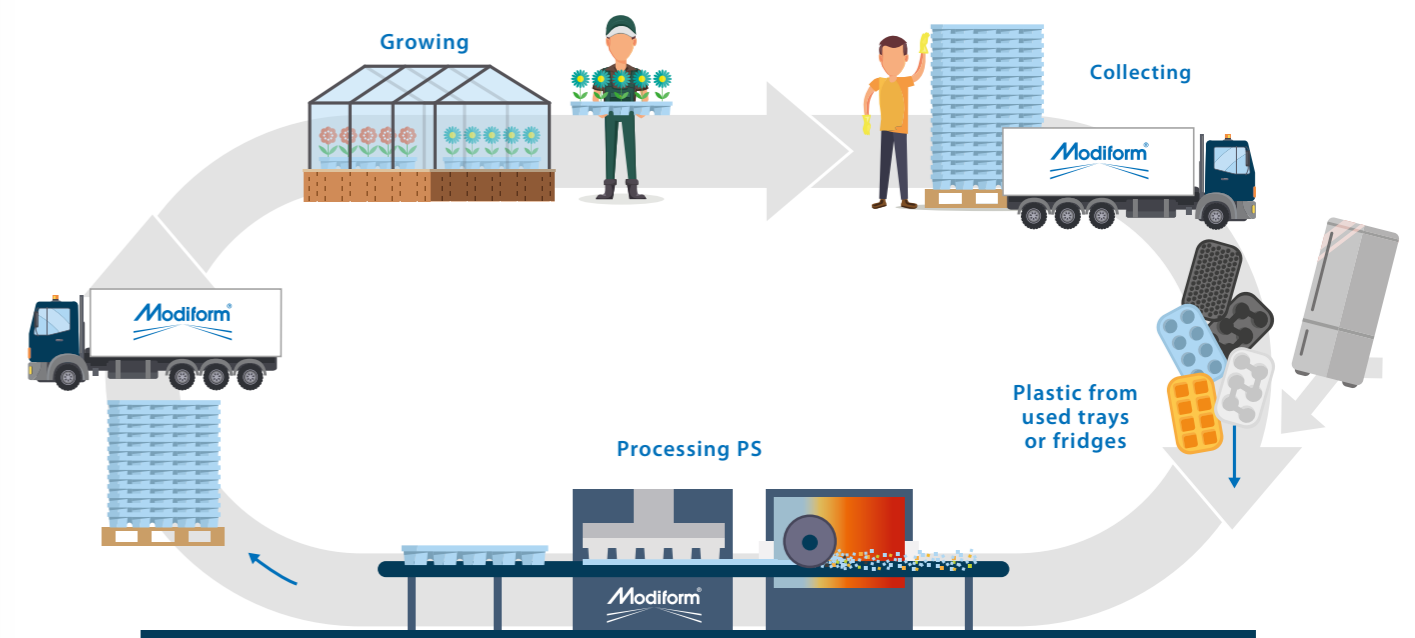 Growing
Collecting
Modiform®
Modiform®
Plastic from
used trays
or fridges
Processing PS
Modiform®